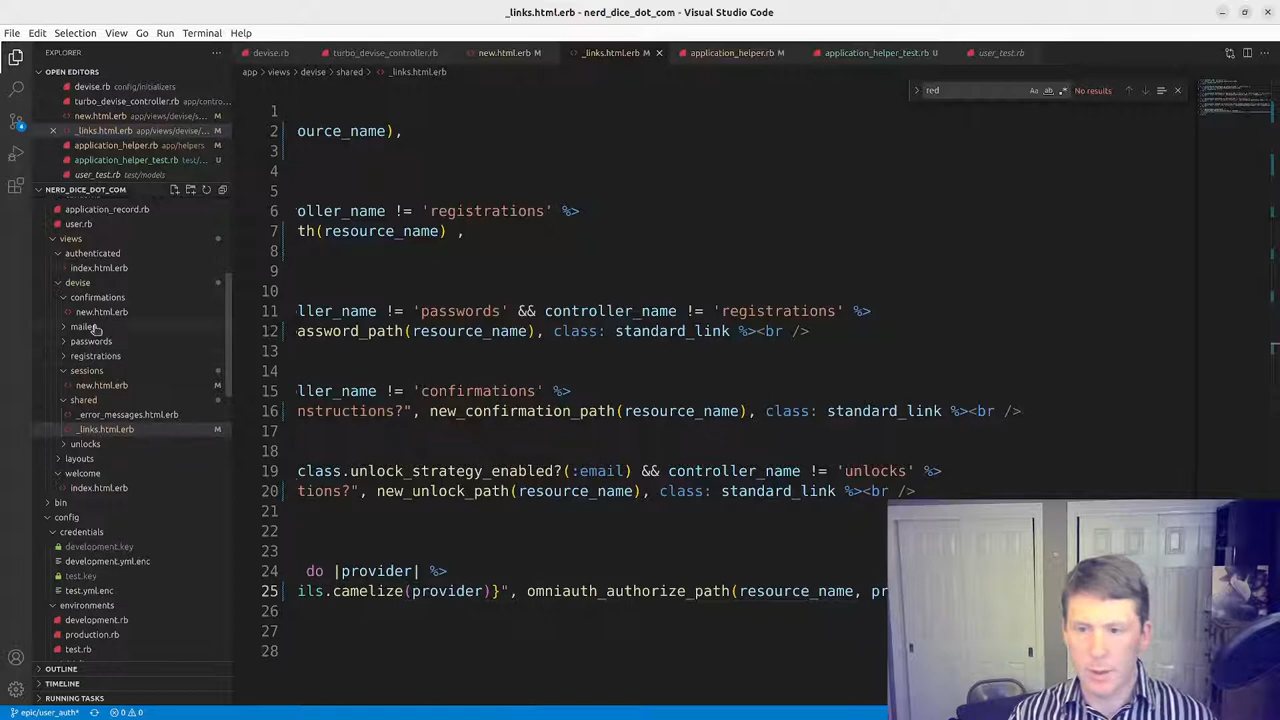 _links.html.erb - nerd_dice_dot_com - Visual Studio Code
File Edit Selection View Go Run Terminal Help
EXPLORER
devise.rb turbo_devise_controller.rb new.html.erb M _links.html.erb M application_helper.rb M application_helper_test.rb U user_test.rb
app > views > devise > shared > _links.html.erb
OPEN EDITORS
devise.rb config/initializers
turbo_devise_controller.rb app/contro...
new.html.erb app/views/devise/s... M
_links.html.erb app/views/devise/... M
application_helper.rb app/helpers M
application_helper_test.rb test/... U
user_test.rb test/models
NERD_DICE_DOT_COM
application_record.rb
user.rb
views
authenticated
index.html.erb
devise
confirmations
new.html.erb
mailer
passwords
registrations
sessions
new.html.erb M
shared
_error_messages.html.erb
_links.html.erb M
unlocks
layouts
welcome
index.html.erb
bin
config
credentials
development.key
development.yml.enc
test.key
test.yml.enc
environments
development.rb
production.rb
test.rb
OUTLINE
TIMELINE
RUNNING TASKS
red Aa ab No results
1
2 ource_name),
3
4
5
6 oller_name != 'registrations' %>
7 th(resource_name) ,
8
9
10
11 ller_name != 'passwords' && controller_name != 'registrations' %>
12 assword_path(resource_name), class: standard_link %><br />
13
14
15 ller_name != 'confirmations' %>
16 nstructions?", new_confirmation_path(resource_name), class: standard_link %><br />
17
18
19 class.unlock_strategy_enabled?(:email) && controller_name != 'unlocks' %>
20 tions?", new_unlock_path(resource_name), class: standard_link %><br />
21
22
23
24 do |provider| %>
25 ils.camelize(provider)}", omniauth_authorize_path(resource_name, pr
26
27
28
epic/user_auth* 0 0